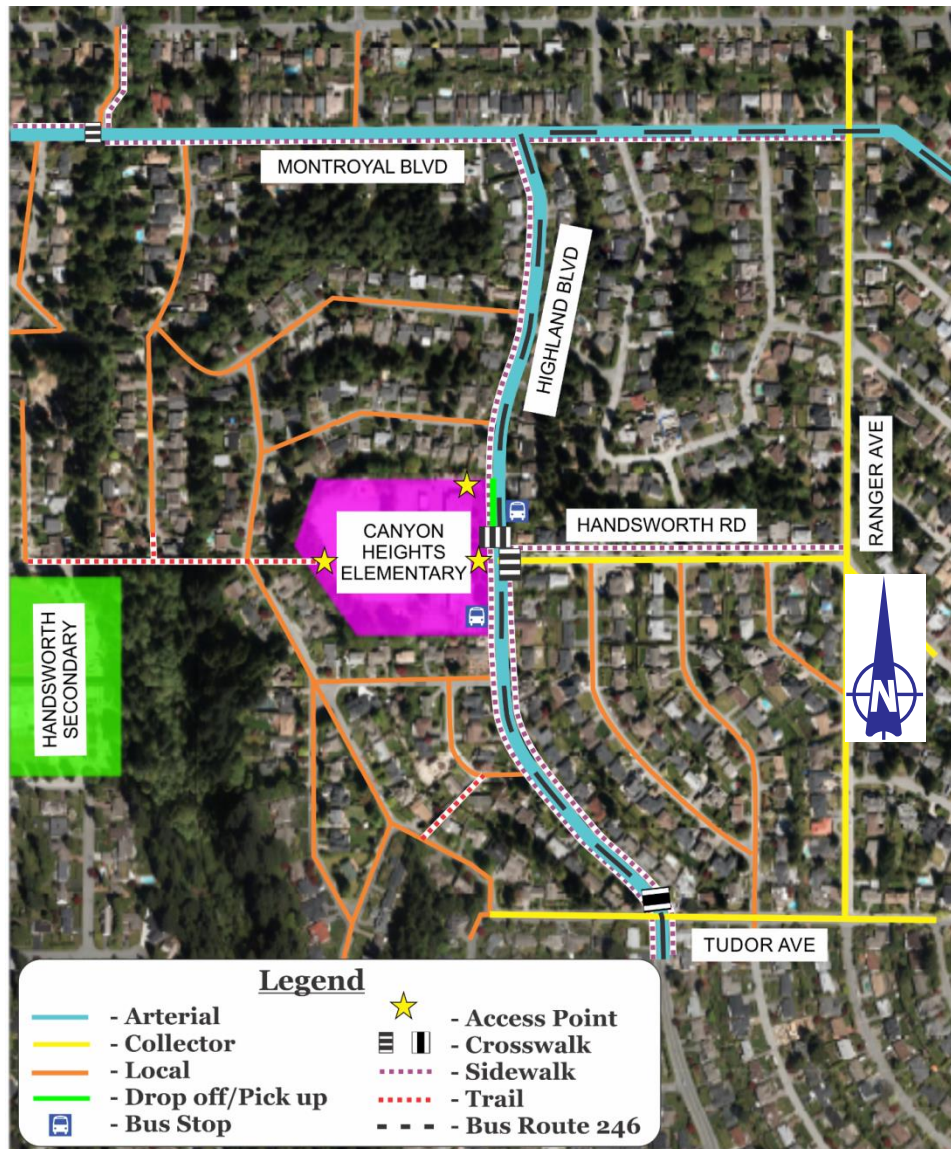 MONTROYAL BLVD
HIGHLAND BLVD
RANGER AVE
HANDSWORTH RD
CANYON
HEIGHTS
ELEMENTARY
HANDSWORTH
SECONDARY
N
TUDOR AVE
Legend
- Arterial
- Collector
- Local
- Drop off/Pick up
- Bus Stop
- Access Point
- Crosswalk
- Sidewalk
- Trail
- Bus Route 246